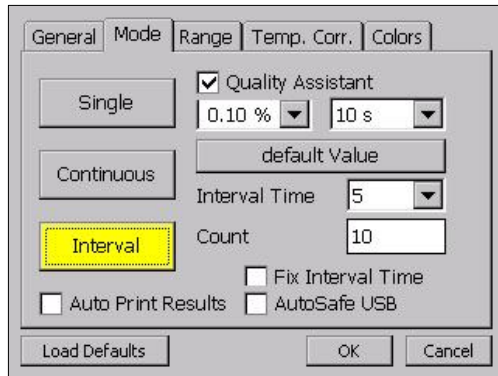 General Mode Range Temp. Corr. Colors
Single
Quality Assistant
0.10 % 10 s
default Value
Continuous
Interval Time 5
Interval
Count 10
Fix Interval Time
Auto Print Results AutoSafe USB
Load Defaults OK Cancel